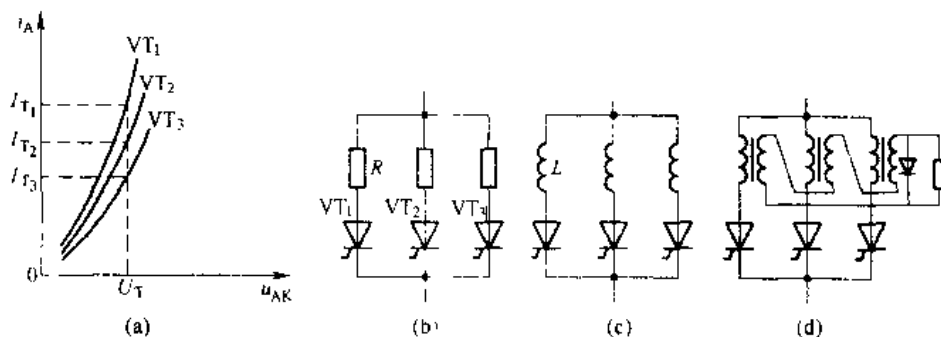 i_A
VT₁
VT₂
VT₃
I_T₁
I_T₂
I_T₃
0
U_T
u_AK
(a)
R
VT₁
VT₂
VT₃
(b)
L
(c)
(d)